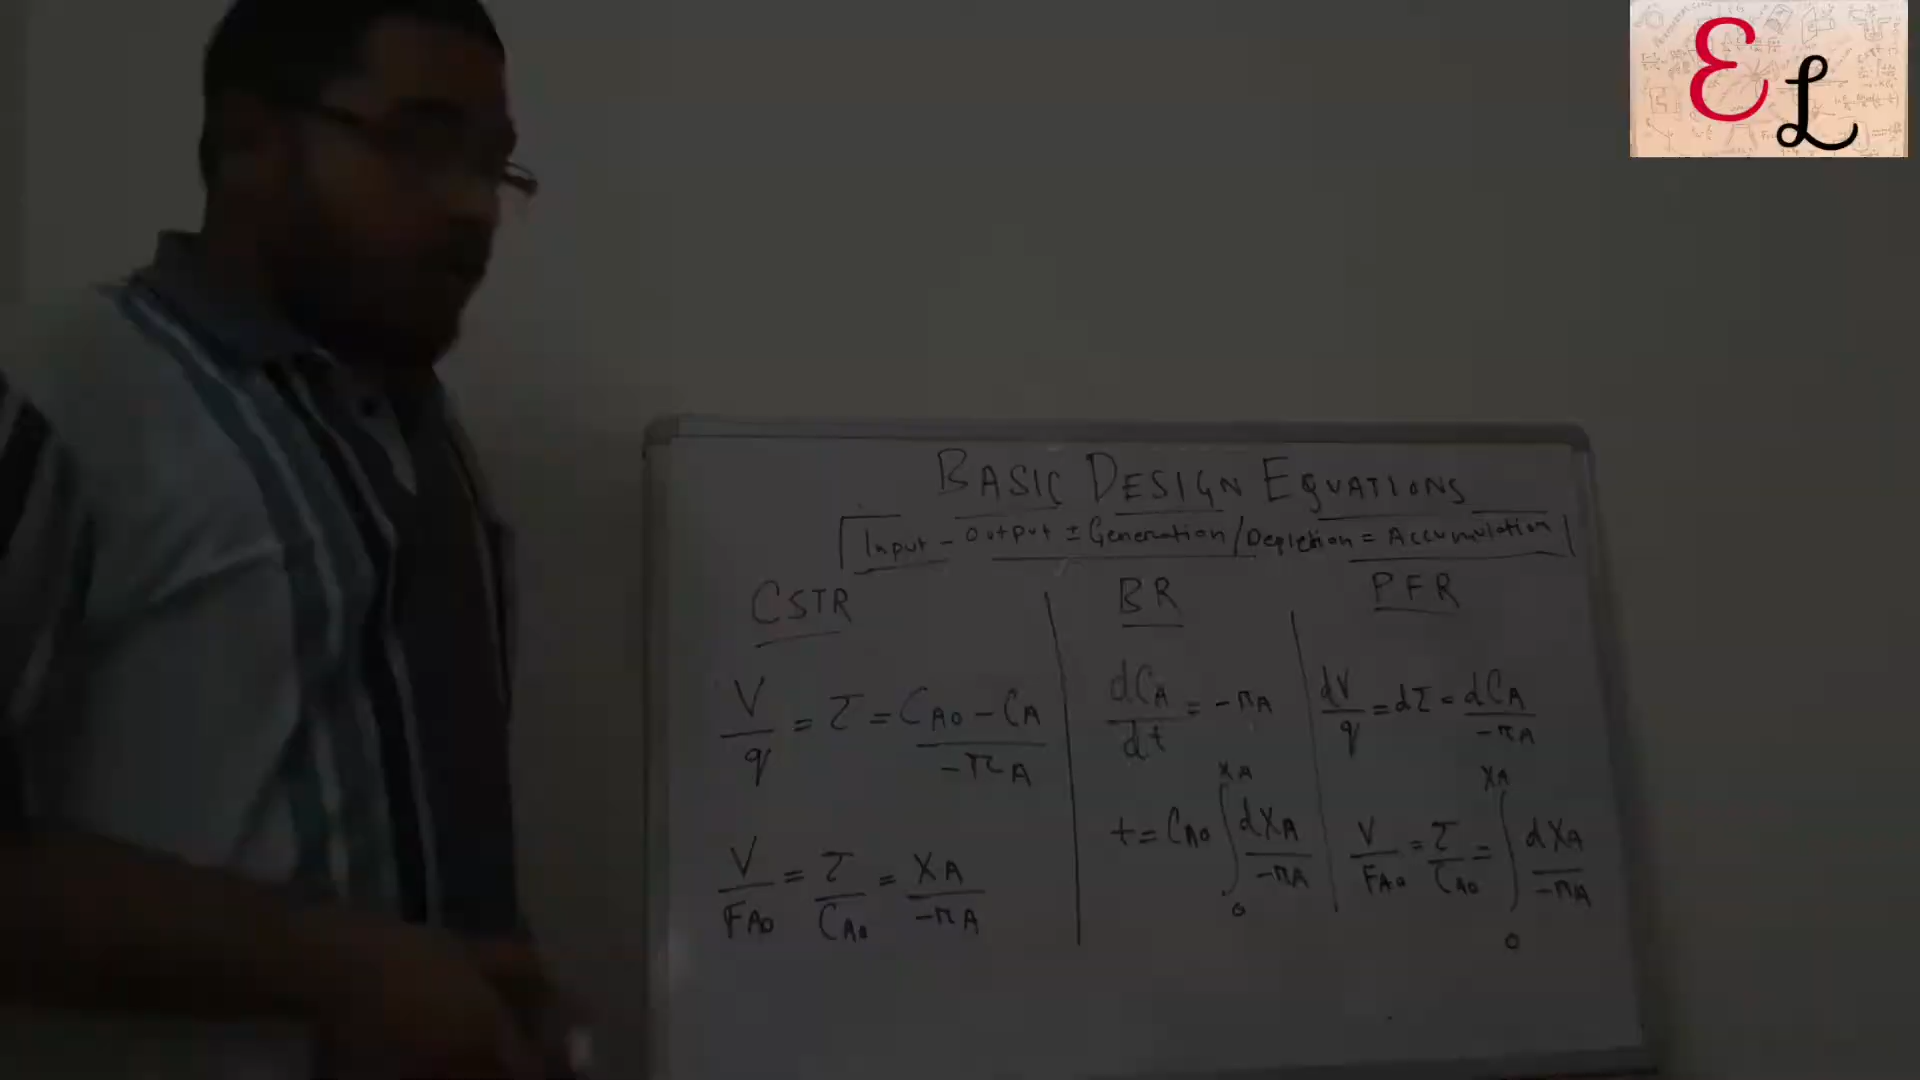 εL
BASIC DESIGN EQUATIONS
Input - Output ± Generation/Depletion = Accumulation
CSTR
V/q = τ = CA0 - CA/-rA
V/FA0 = τ/CA0 = XA/-rA
BR
dCA/dt = -rA
t = CA0 ∫0^XA dXA/-rA
PFR
dV/q = dτ = dCA/-rA
V/FA0 = τ/CA0 = ∫0^XA dXA/-rA